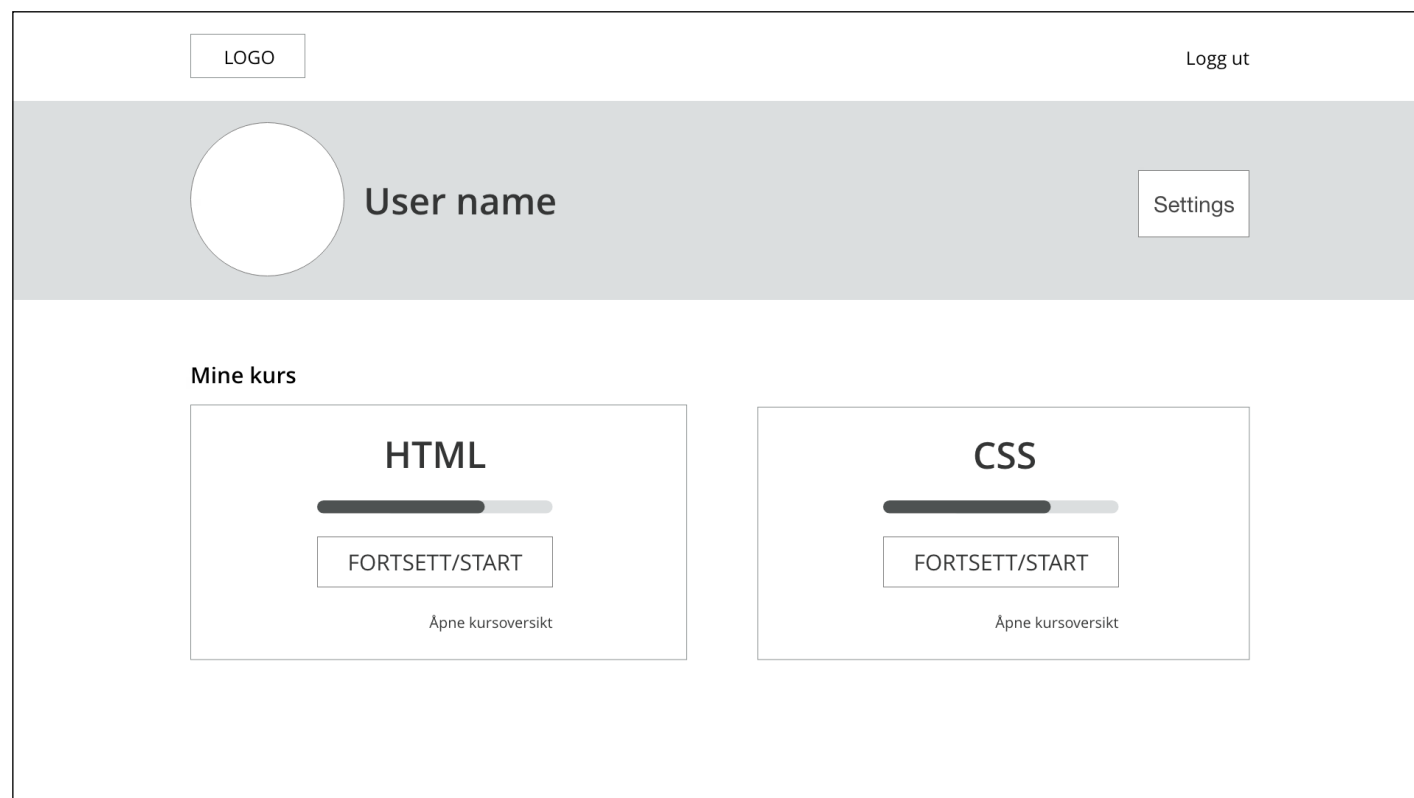 LOGO
Logg ut
User name
Settings
Mine kurs
HTML
FORTSETT/START
Åpne kursoversikt
CSS
FORTSETT/START
Åpne kursoversikt